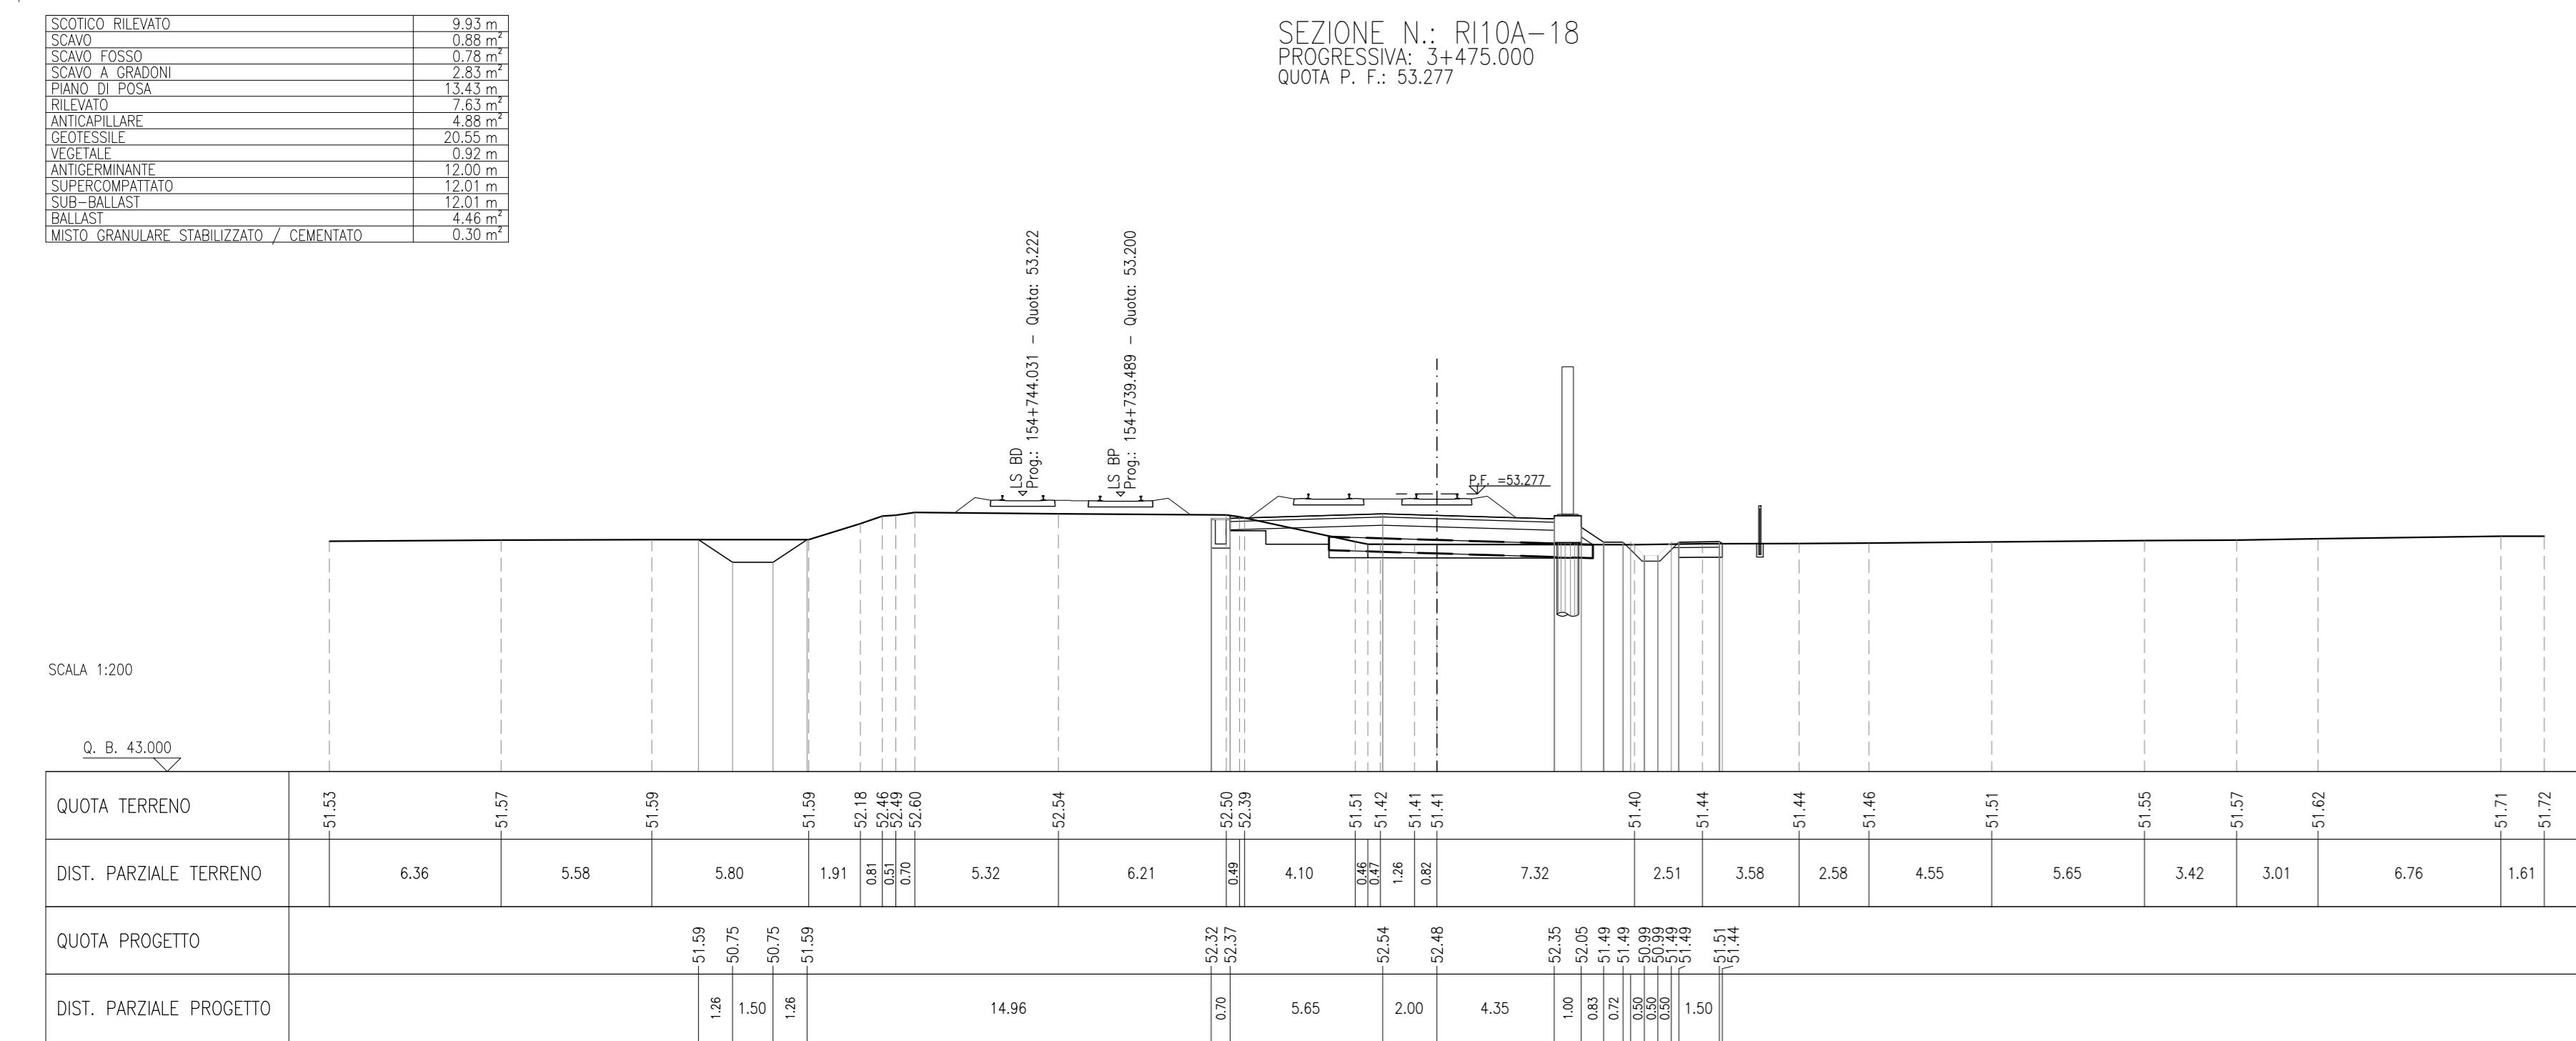 SCOTICO RILEVATO 9.93 m
SCAVO 0.88 m²
SCAVO FOSSO 0.78 m²
SCAVO A GRADONI 2.83 m²
PIANO DI POSA 13.43 m
RILEVATO 7.63 m²
ANTICAPILLARE 4.88 m²
GEOTESSILE 20.55 m
VEGETALE 0.92 m
ANTIGERMINANTE 12.00 m
SUPERCOMPATTATO 12.01 m
SUB-BALLAST 12.01 m
BALLAST 4.46 m²
MISTO GRANULARE STABILIZZATO / CEMENTATO 0.30 m²
SEZIONE N.: RI10A-18
PROGRESSIVA: 3+475.000
QUOTA P. F.: 53.277
LS BD
Prog.: 154+744.031 - Quota: 53.222
LS BP
Prog.: 154+739.489 - Quota: 53.200
P.F. =53.277
SCALA 1:200
Q. B. 43.000
QUOTA TERRENO 51.53 51.57 51.59 51.59 52.18 52.46 52.49 52.60 52.54 52.50 52.39 51.51 51.42 51.41 51.41 51.40 51.44 51.44 51.46 51.51 51.55 51.57 51.62 51.71 51.72
DIST. PARZIALE TERRENO 6.36 5.58 5.80 1.91 0.81 0.51 0.70 5.32 6.21 0.49 4.10 0.46 0.47 1.26 0.82 7.32 2.51 3.58 2.58 4.55 5.65 3.42 3.01 6.76 1.61
QUOTA PROGETTO 51.59 50.75 50.75 51.59 52.32 52.37 52.54 52.48 52.35 52.05 51.49 51.49 50.99 50.99 51.49 51.49 51.51 51.44
DIST. PARZIALE PROGETTO 1.26 1.50 1.26 14.96 0.70 5.65 2.00 4.35 1.00 0.83 0.72 0.50 0.50 0.50 1.50